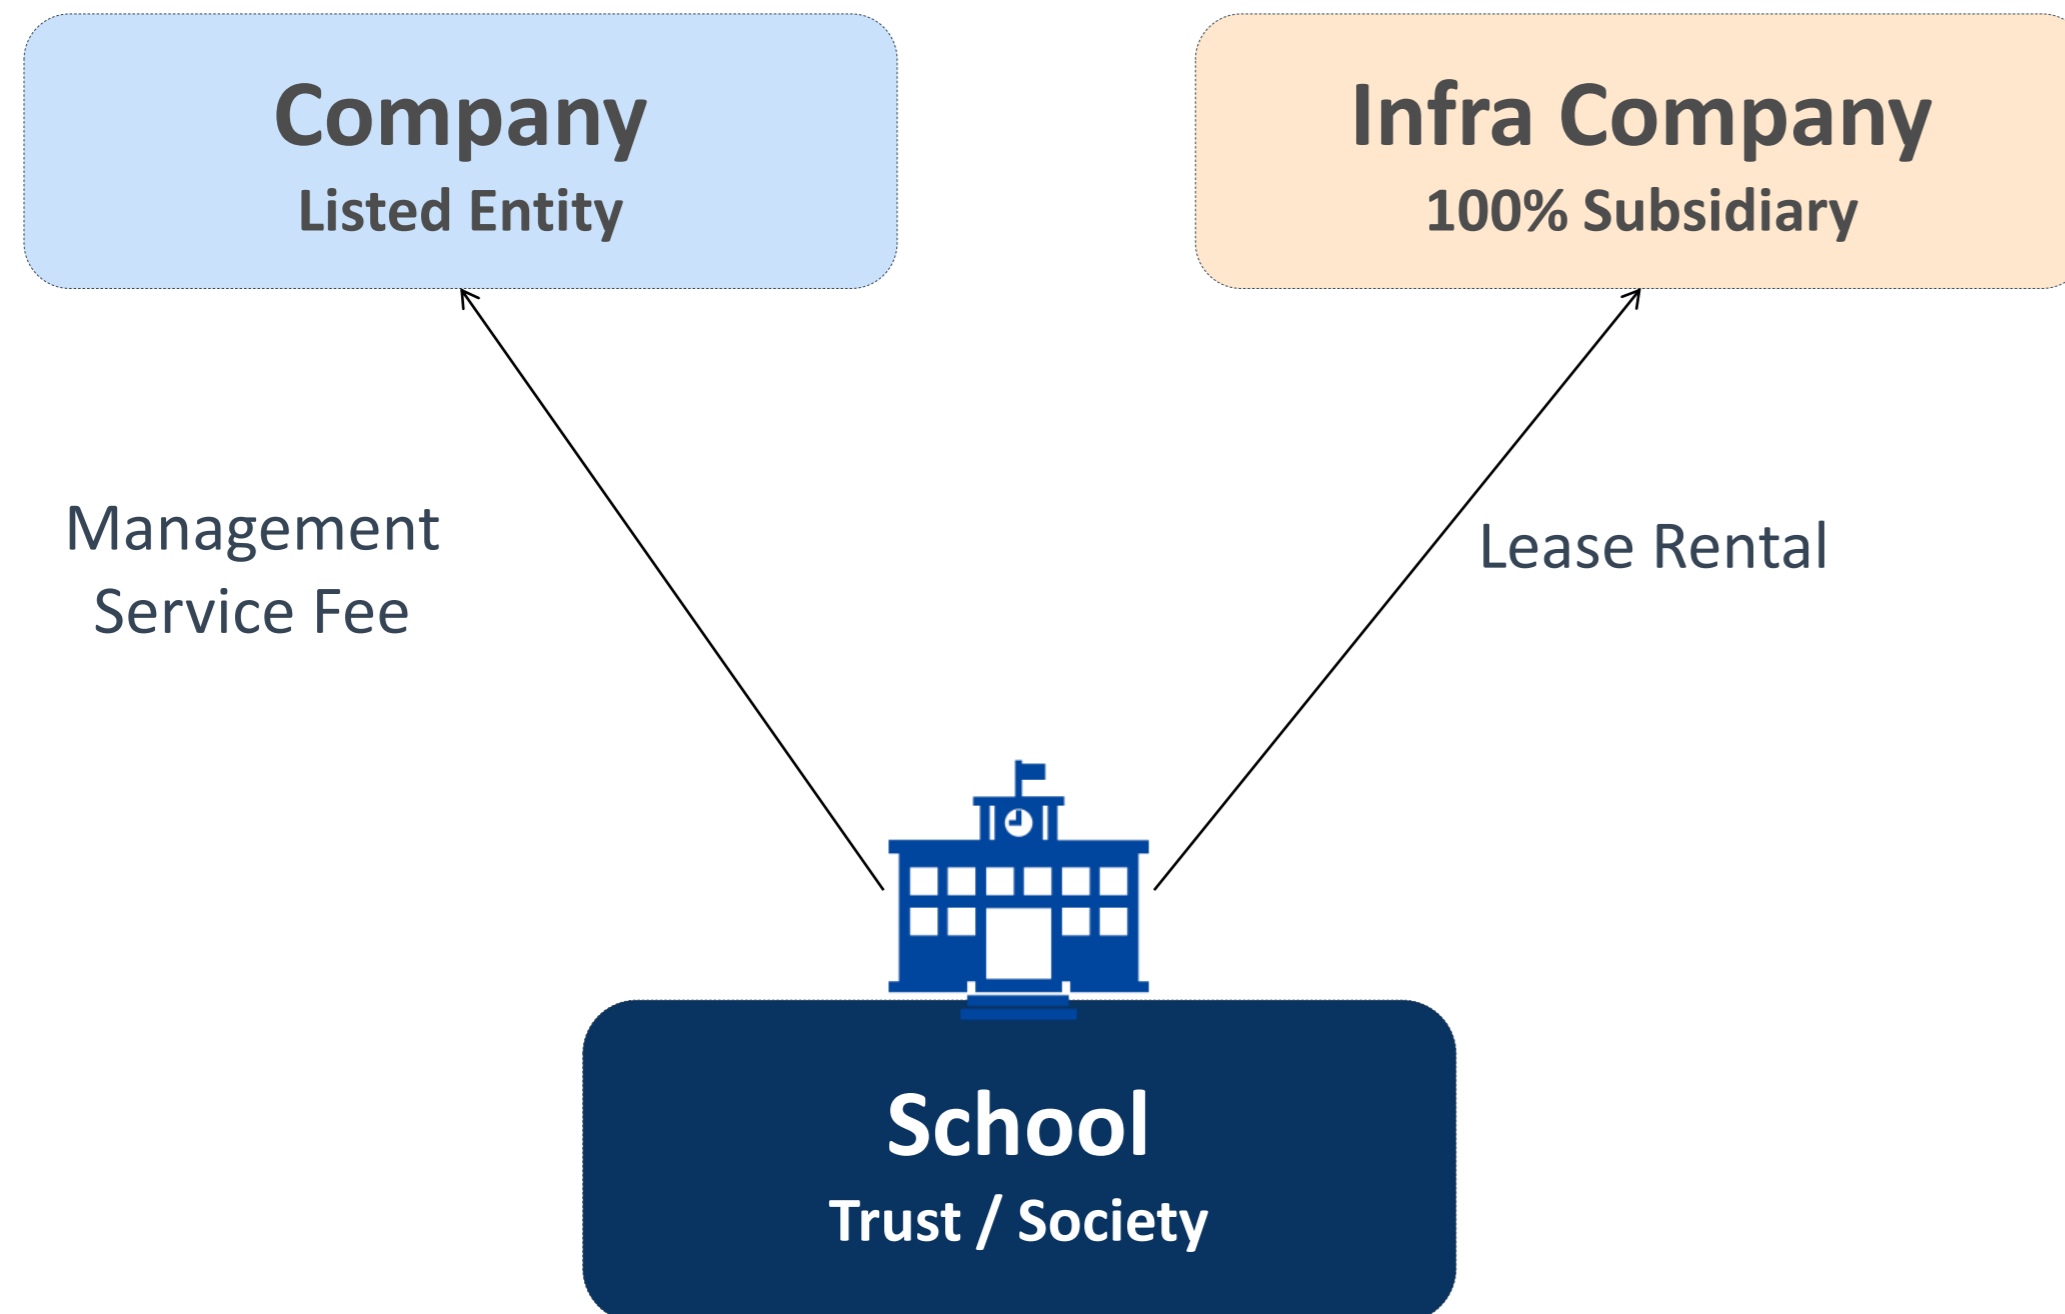 Company
Listed Entity
Infra Company
100% Subsidiary
Management
Service Fee
Lease Rental
School
Trust / Society